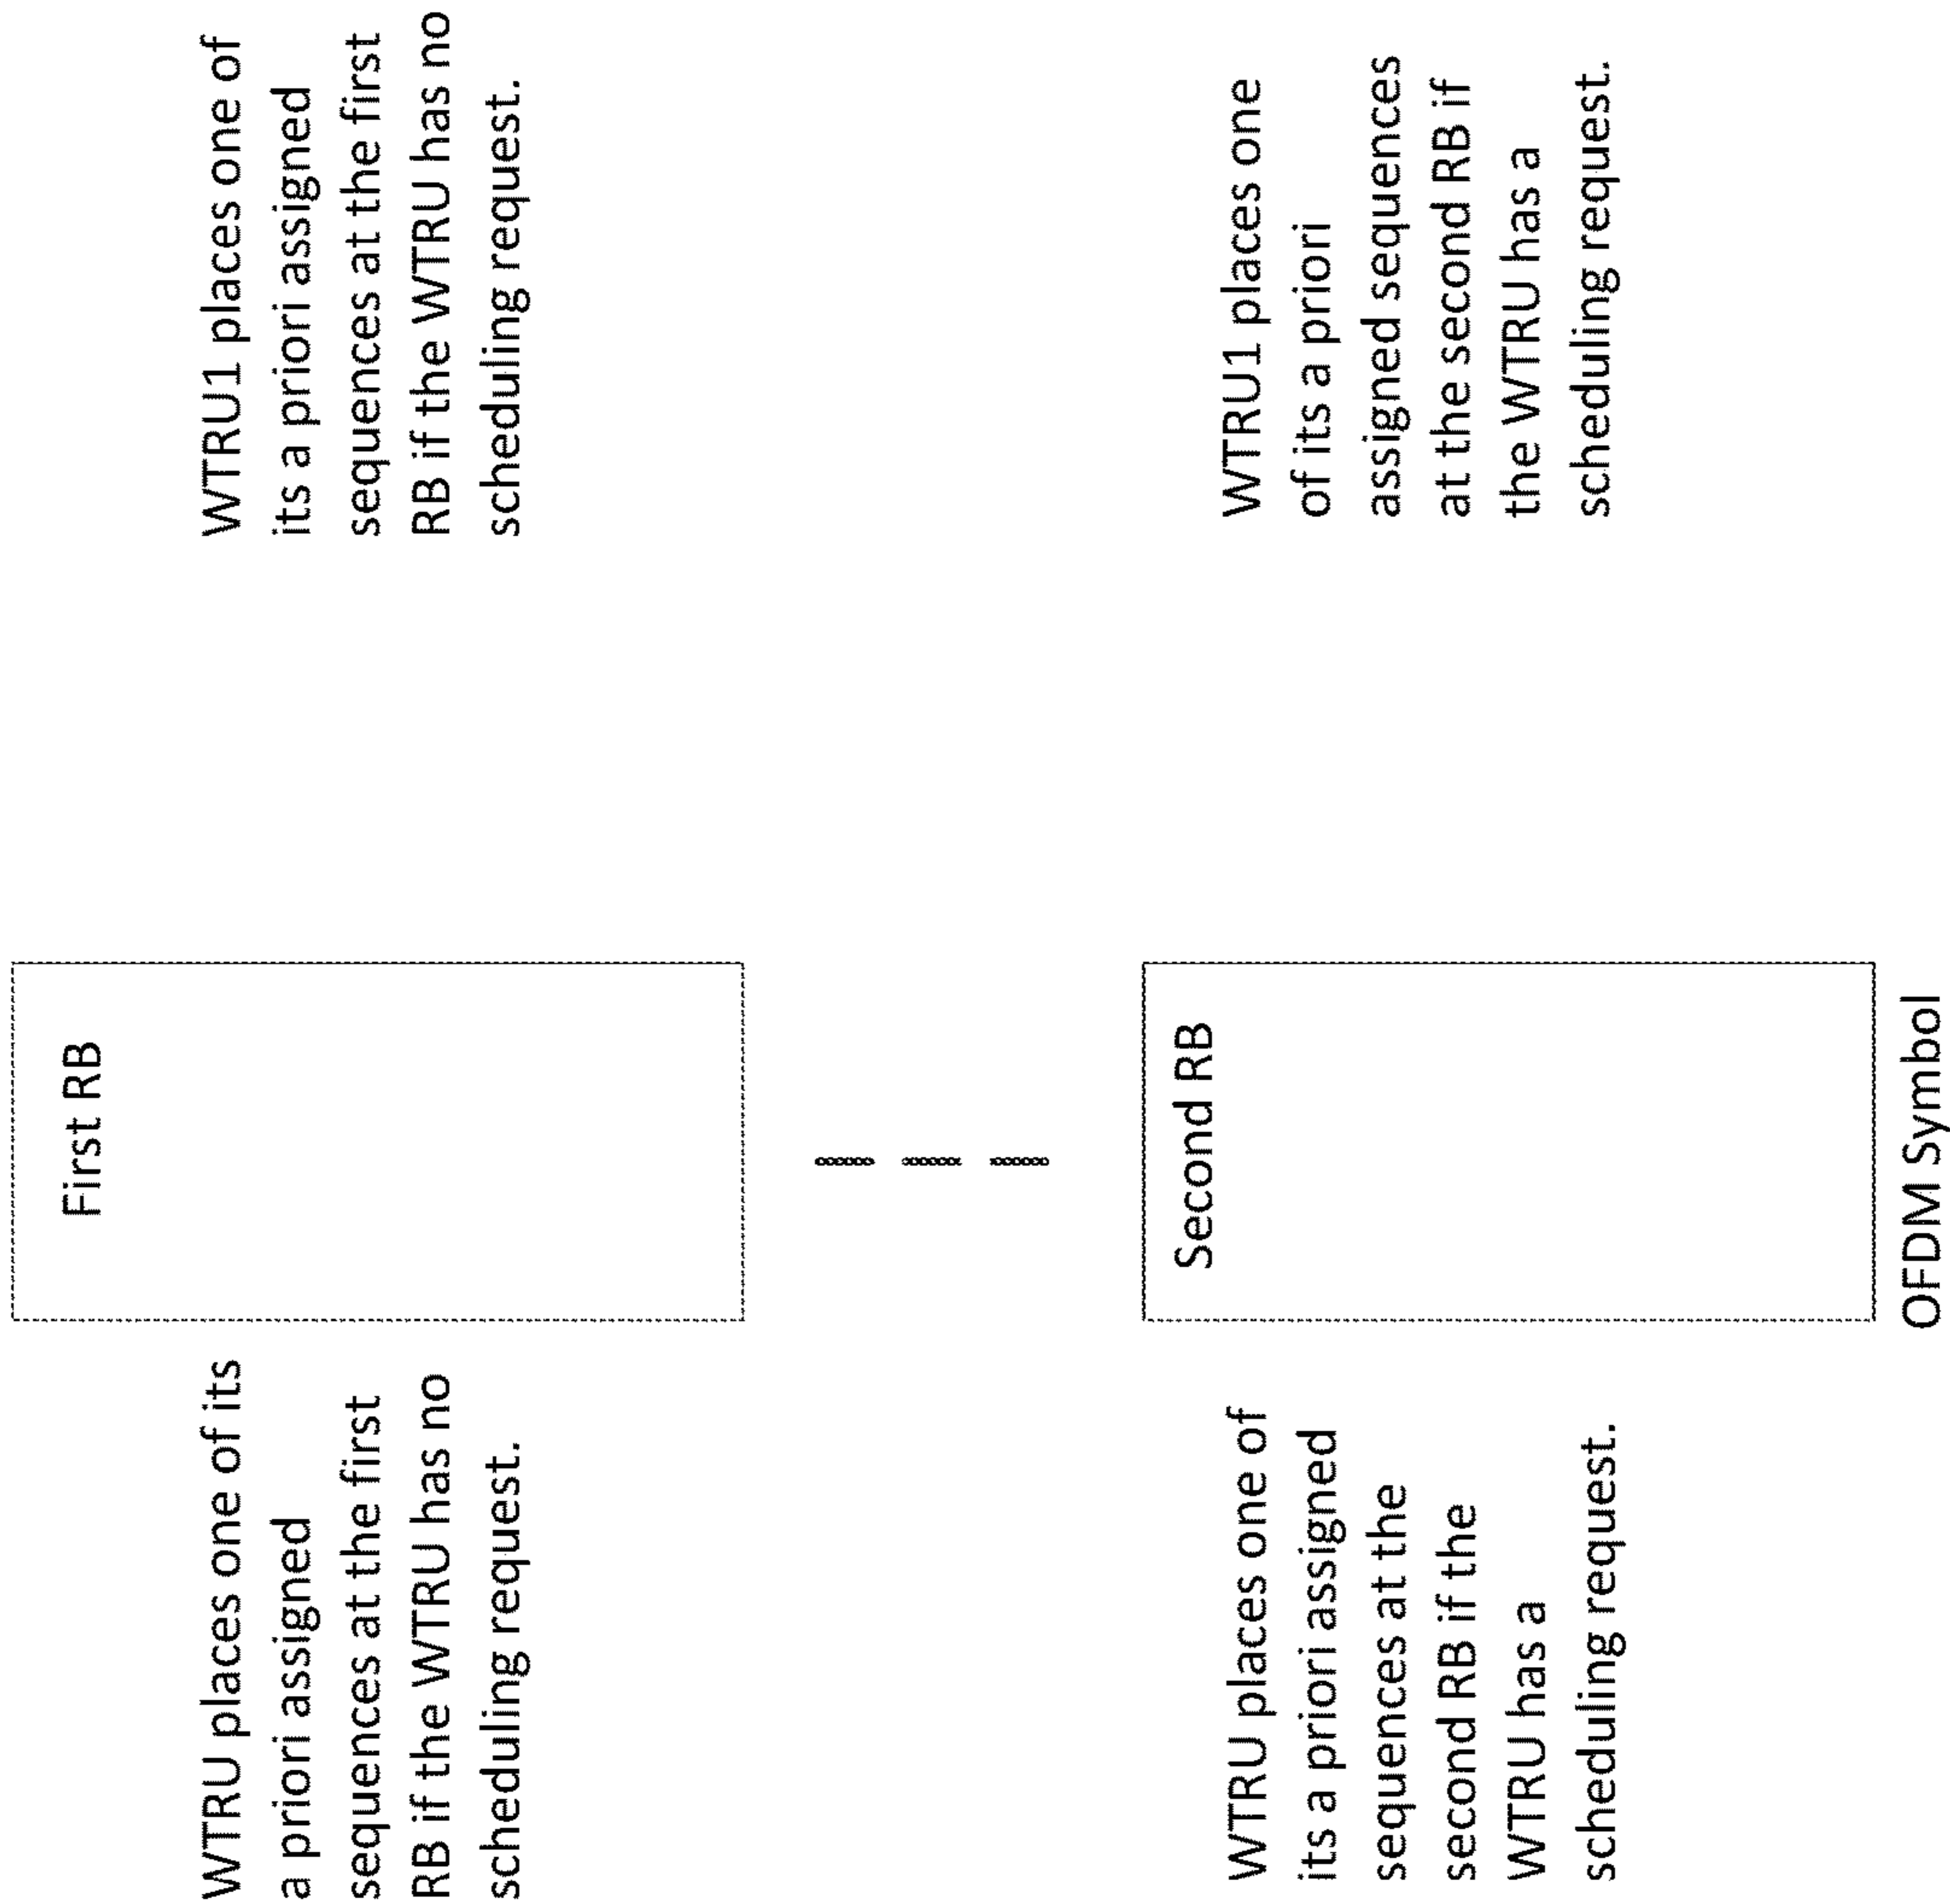 WTRU places one of its
a priori assigned
sequences at the first
RB if the WTRU has no
scheduling request.
First RB
WTRU1 places one of
its a priori assigned
sequences at the first
RB if the WTRU has no
scheduling request.
WTRU places one of
its a priori assigned
sequences at the
second RB if the
WTRU has a
scheduling request.
Second RB
WTRU1 places one
of its a priori
assigned sequences
at the second RB if
the WTRU has a
scheduling request.
OFDM Symbol